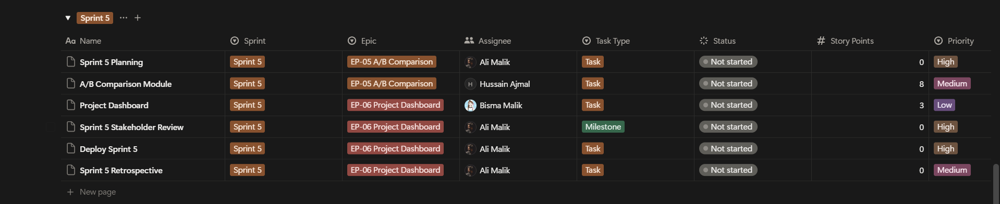 Sprint 5
Aa Name Sprint Epic Assignee Task Type Status # Story Points Priority
Sprint 5 Planning Sprint 5 EP-05 A/B Comparison Ali Malik Task Not started 0 High
A/B Comparison Module Sprint 5 EP-05 A/B Comparison H Hussain Ajmal Task Not started 8 Medium
Project Dashboard Sprint 5 EP-06 Project Dashboard Bisma Malik Task Not started 3 Low
Sprint 5 Stakeholder Review Sprint 5 EP-06 Project Dashboard Ali Malik Milestone Not started 0 High
Deploy Sprint 5 Sprint 5 EP-06 Project Dashboard Ali Malik Task Not started 0 High
Sprint 5 Retrospective Sprint 5 EP-06 Project Dashboard Ali Malik Task Not started 0 Medium
+ New page